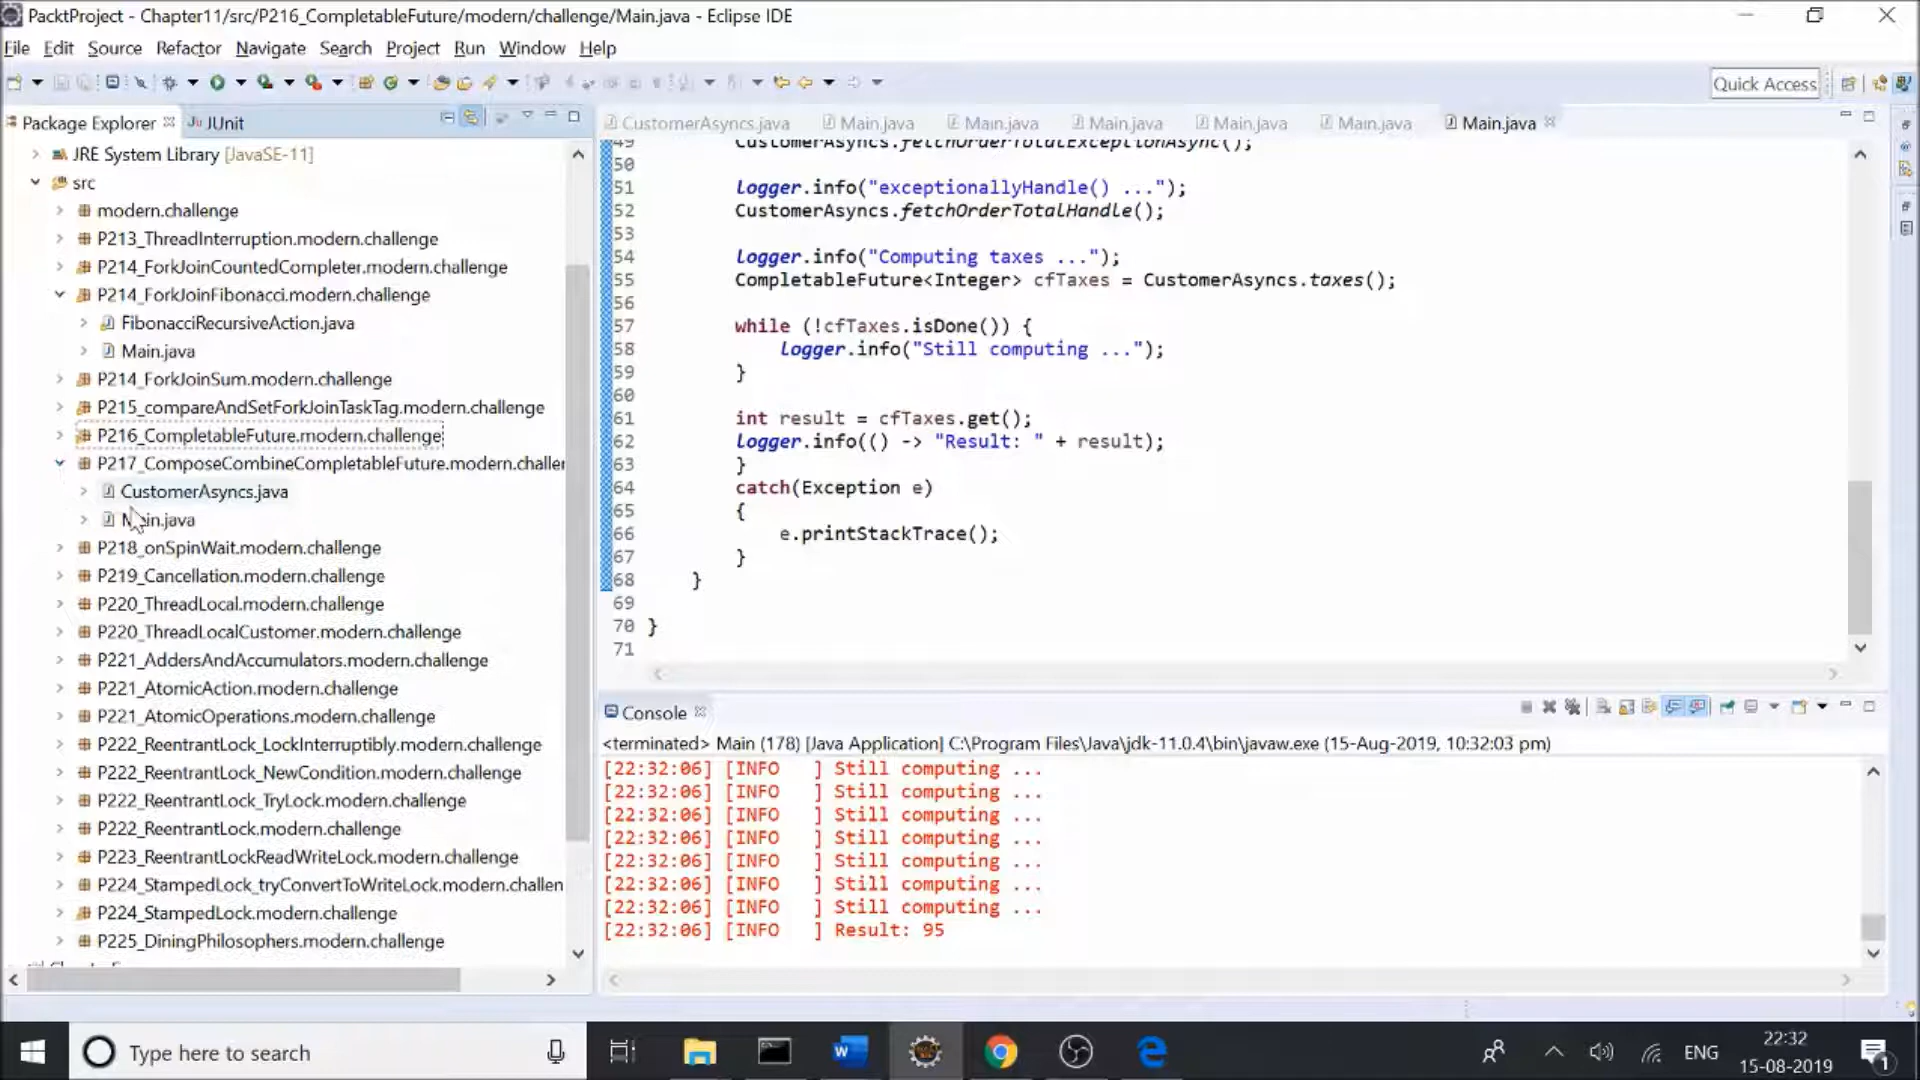 PacktProject - Chapter11/src/P216_CompletableFuture/modern/challenge/Main.java - Eclipse IDE
File Edit Source Refactor Navigate Search Project Run Window Help
Quick Access
Package Explorer JUnit
JRE System Library [JavaSE-11]
src
modern.challenge
P213_ThreadInterruption.modern.challenge
P214_ForkJoinCountedCompleter.modern.challenge
P214_ForkJoinFibonacci.modern.challenge
FibonacciRecursiveAction.java
Main.java
P214_ForkJoinSum.modern.challenge
P215_compareAndSetForkJoinTaskTag.modern.challenge
P216_CompletableFuture.modern.challenge
P217_ComposeCombineCompletableFuture.modern.challer
CustomerAsyncs.java
Main.java
P218_onSpinWait.modern.challenge
P219_Cancellation.modern.challenge
P220_ThreadLocal.modern.challenge
P220_ThreadLocalCustomer.modern.challenge
P221_AddersAndAccumulators.modern.challenge
P221_AtomicAction.modern.challenge
P221_AtomicOperations.modern.challenge
P222_ReentrantLock_LockInterruptibly.modern.challenge
P222_ReentrantLock_NewCondition.modern.challenge
P222_ReentrantLock_TryLock.modern.challenge
P222_ReentrantLock.modern.challenge
P223_ReentrantLockReadWriteLock.modern.challenge
P224_StampedLock_tryConvertToWriteLock.modern.challen
P224_StampedLock.modern.challenge
P225_DiningPhilosophers.modern.challenge
CustomerAsyncs.java Main.java Main.java Main.java Main.java Main.java Main.java
49 CustomerAsyncs.fetchOrderTotalExceptionAsync();
50
51 logger.info("exceptionallyHandle() ...");
52 CustomerAsyncs.fetchOrderTotalHandle();
53
54 logger.info("Computing taxes ...");
55 CompletableFuture<Integer> cfTaxes = CustomerAsyncs.taxes();
56
57 while (!cfTaxes.isDone()) {
58 logger.info("Still computing ...");
59 }
60
61 int result = cfTaxes.get();
62 logger.info(() -> "Result: " + result);
63 }
64 catch(Exception e)
65 {
66 e.printStackTrace();
67 }
68 }
69
70 }
71
Console
<terminated> Main (178) [Java Application] C:\Program Files\Java\jdk-11.0.4\bin\javaw.exe (15-Aug-2019, 10:32:03 pm)
[22:32:06] [INFO ] Still computing ...
[22:32:06] [INFO ] Still computing ...
[22:32:06] [INFO ] Still computing ...
[22:32:06] [INFO ] Still computing ...
[22:32:06] [INFO ] Still computing ...
[22:32:06] [INFO ] Still computing ...
[22:32:06] [INFO ] Still computing ...
[22:32:06] [INFO ] Result: 95
Type here to search
ENG
22:32
15-08-2019
1